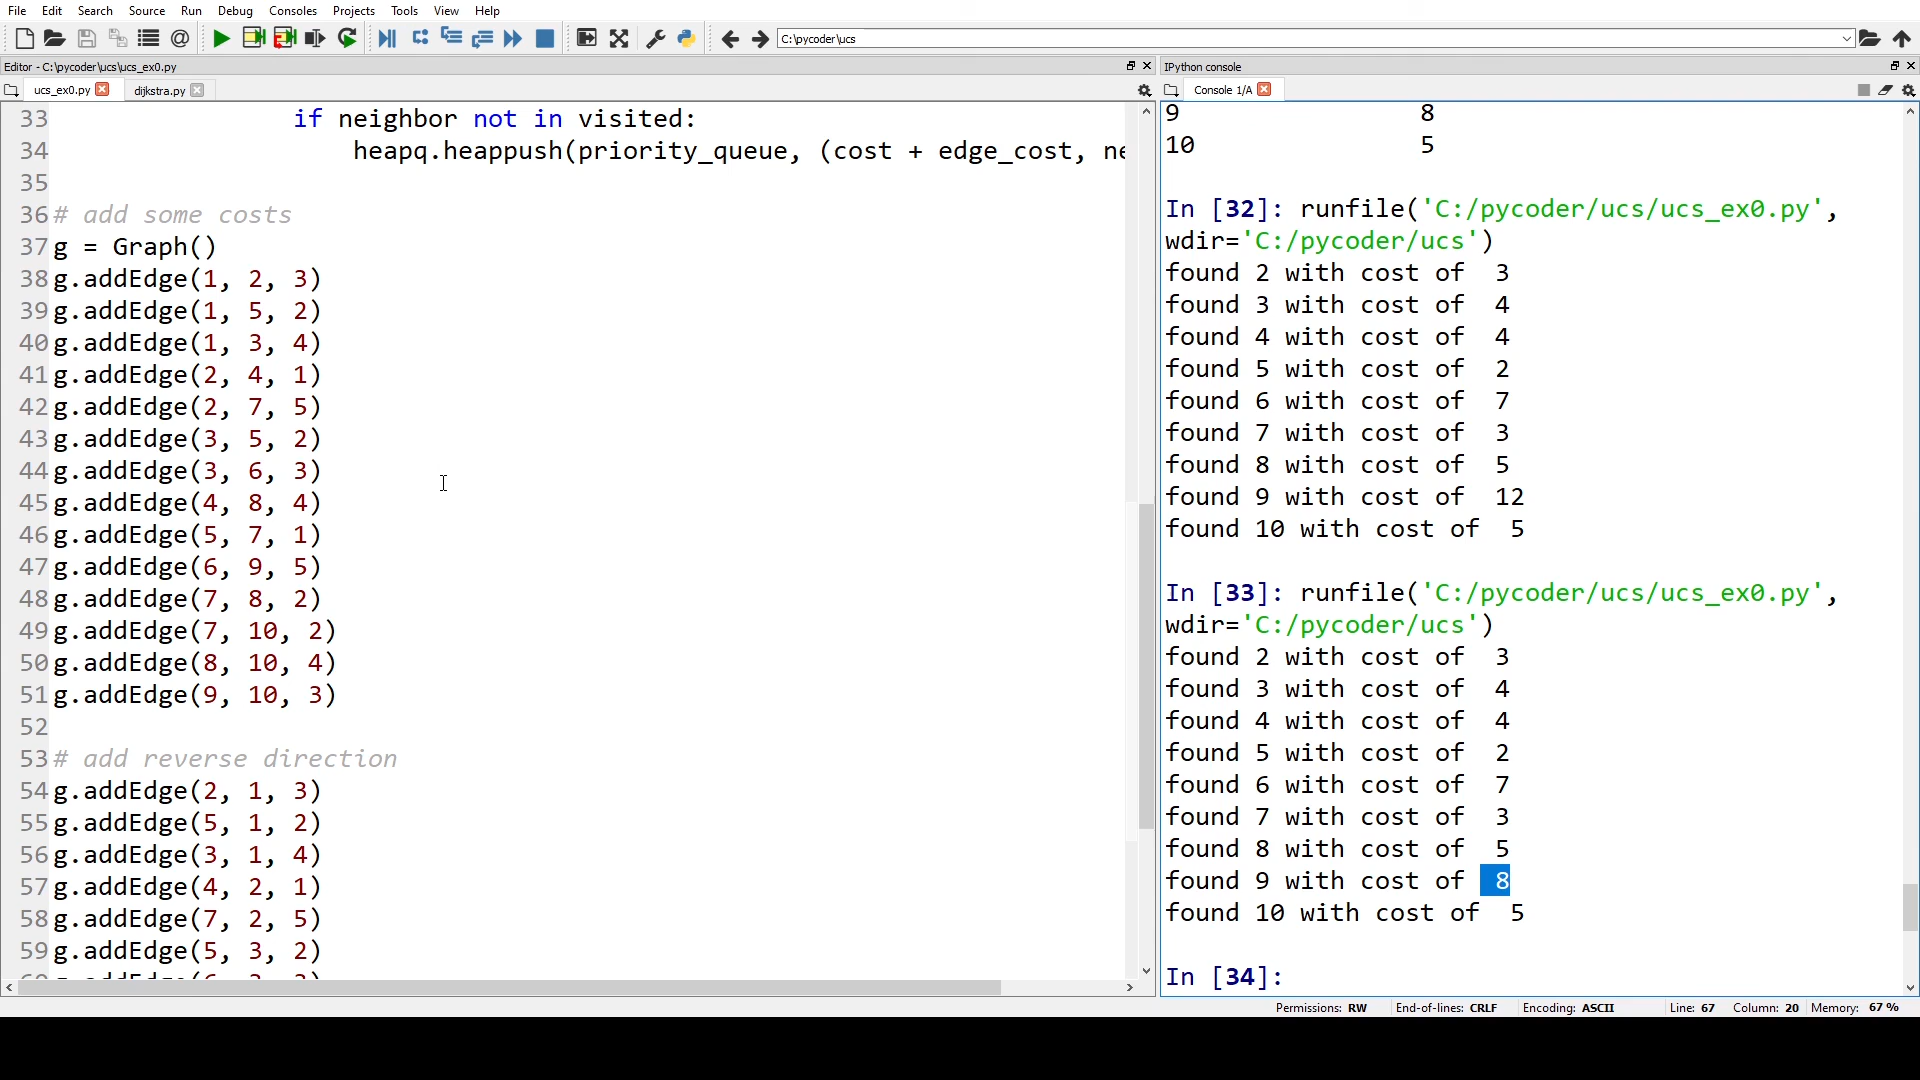 File Edit Search Source Run Debug Consoles Projects Tools View Help
C:\pycoder\ucs
Editor - C:\pycoder\ucs\ucs_ex0.py
ucs_ex0.py
dijkstra.py
33 if neighbor not in visited:
34 heapq.heappush(priority_queue, (cost + edge_cost, ne
35
36 # add some costs
37 g = Graph()
38 g.addEdge(1, 2, 3)
39 g.addEdge(1, 5, 2)
40 g.addEdge(1, 3, 4)
41 g.addEdge(2, 4, 1)
42 g.addEdge(2, 7, 5)
43 g.addEdge(3, 5, 2)
44 g.addEdge(3, 6, 3)
45 g.addEdge(4, 8, 4)
46 g.addEdge(5, 7, 1)
47 g.addEdge(6, 9, 5)
48 g.addEdge(7, 8, 2)
49 g.addEdge(7, 10, 2)
50 g.addEdge(8, 10, 4)
51 g.addEdge(9, 10, 3)
52
53 # add reverse direction
54 g.addEdge(2, 1, 3)
55 g.addEdge(5, 1, 2)
56 g.addEdge(3, 1, 4)
57 g.addEdge(4, 2, 1)
58 g.addEdge(7, 2, 5)
59 g.addEdge(5, 3, 2)
IPython console
Console 1/A
9 8
10 5
In [32]: runfile('C:/pycoder/ucs/ucs_ex0.py',
wdir='C:/pycoder/ucs')
found 2 with cost of  3
found 3 with cost of  4
found 4 with cost of  4
found 5 with cost of  2
found 6 with cost of  7
found 7 with cost of  3
found 8 with cost of  5
found 9 with cost of  12
found 10 with cost of  5
In [33]: runfile('C:/pycoder/ucs/ucs_ex0.py',
wdir='C:/pycoder/ucs')
found 2 with cost of  3
found 3 with cost of  4
found 4 with cost of  4
found 5 with cost of  2
found 6 with cost of  7
found 7 with cost of  3
found 8 with cost of  5
found 9 with cost of  8
found 10 with cost of  5
In [34]:
Permissions: RW End-of-lines: CRLF Encoding: ASCII Line: 67 Column: 20 Memory: 67 %